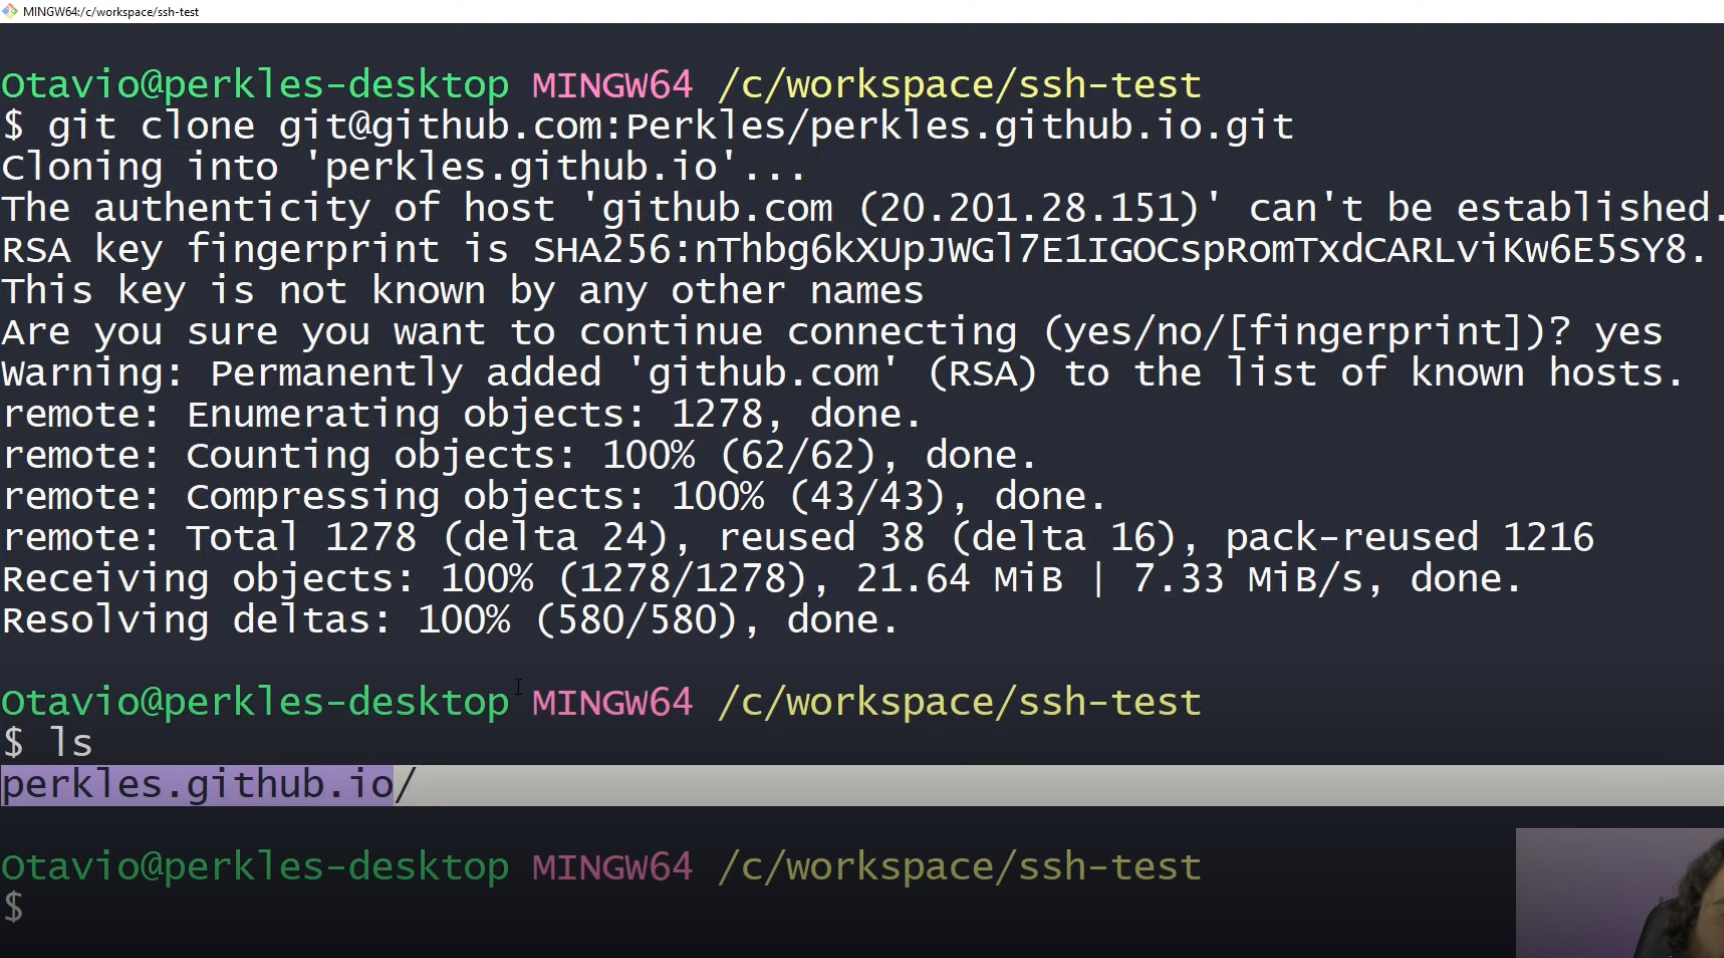 MINGW64:/c/workspace/ssh-test
Otavio@perkles-desktop MINGW64 /c/workspace/ssh-test
$ git clone git@github.com:Perkles/perkles.github.io.git
Cloning into 'perkles.github.io'...
The authenticity of host 'github.com (20.201.28.151)' can't be established.
RSA key fingerprint is SHA256:nThbg6kXUpJWGl7E1IGOCspRomTxdCARLviKw6E5SY8.
This key is not known by any other names
Are you sure you want to continue connecting (yes/no/[fingerprint])? yes
Warning: Permanently added 'github.com' (RSA) to the list of known hosts.
remote: Enumerating objects: 1278, done.
remote: Counting objects: 100% (62/62), done.
remote: Compressing objects: 100% (43/43), done.
remote: Total 1278 (delta 24), reused 38 (delta 16), pack-reused 1216
Receiving objects: 100% (1278/1278), 21.64 MiB | 7.33 MiB/s, done.
Resolving deltas: 100% (580/580), done.
Otavio@perkles-desktop MINGW64 /c/workspace/ssh-test
$ ls
perkles.github.io/
Otavio@perkles-desktop MINGW64 /c/workspace/ssh-test
$